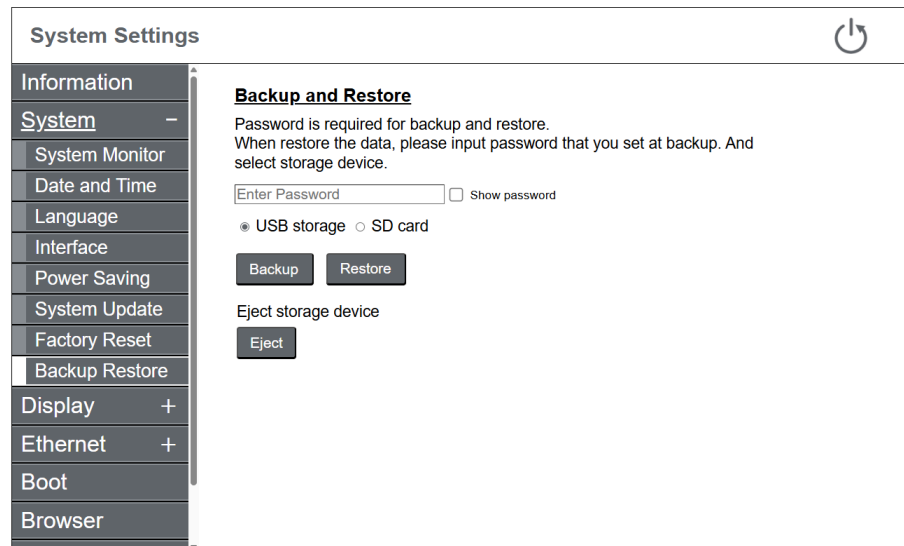 System Settings
Information
System −
System Monitor
Date and Time
Language
Interface
Power Saving
System Update
Factory Reset
Backup Restore
Display +
Ethernet +
Boot
Browser
Backup and Restore
Password is required for backup and restore.
When restore the data, please input password that you set at backup. And
select storage device.
Enter Password Show password
USB storage SD card
Backup Restore
Eject storage device
Eject